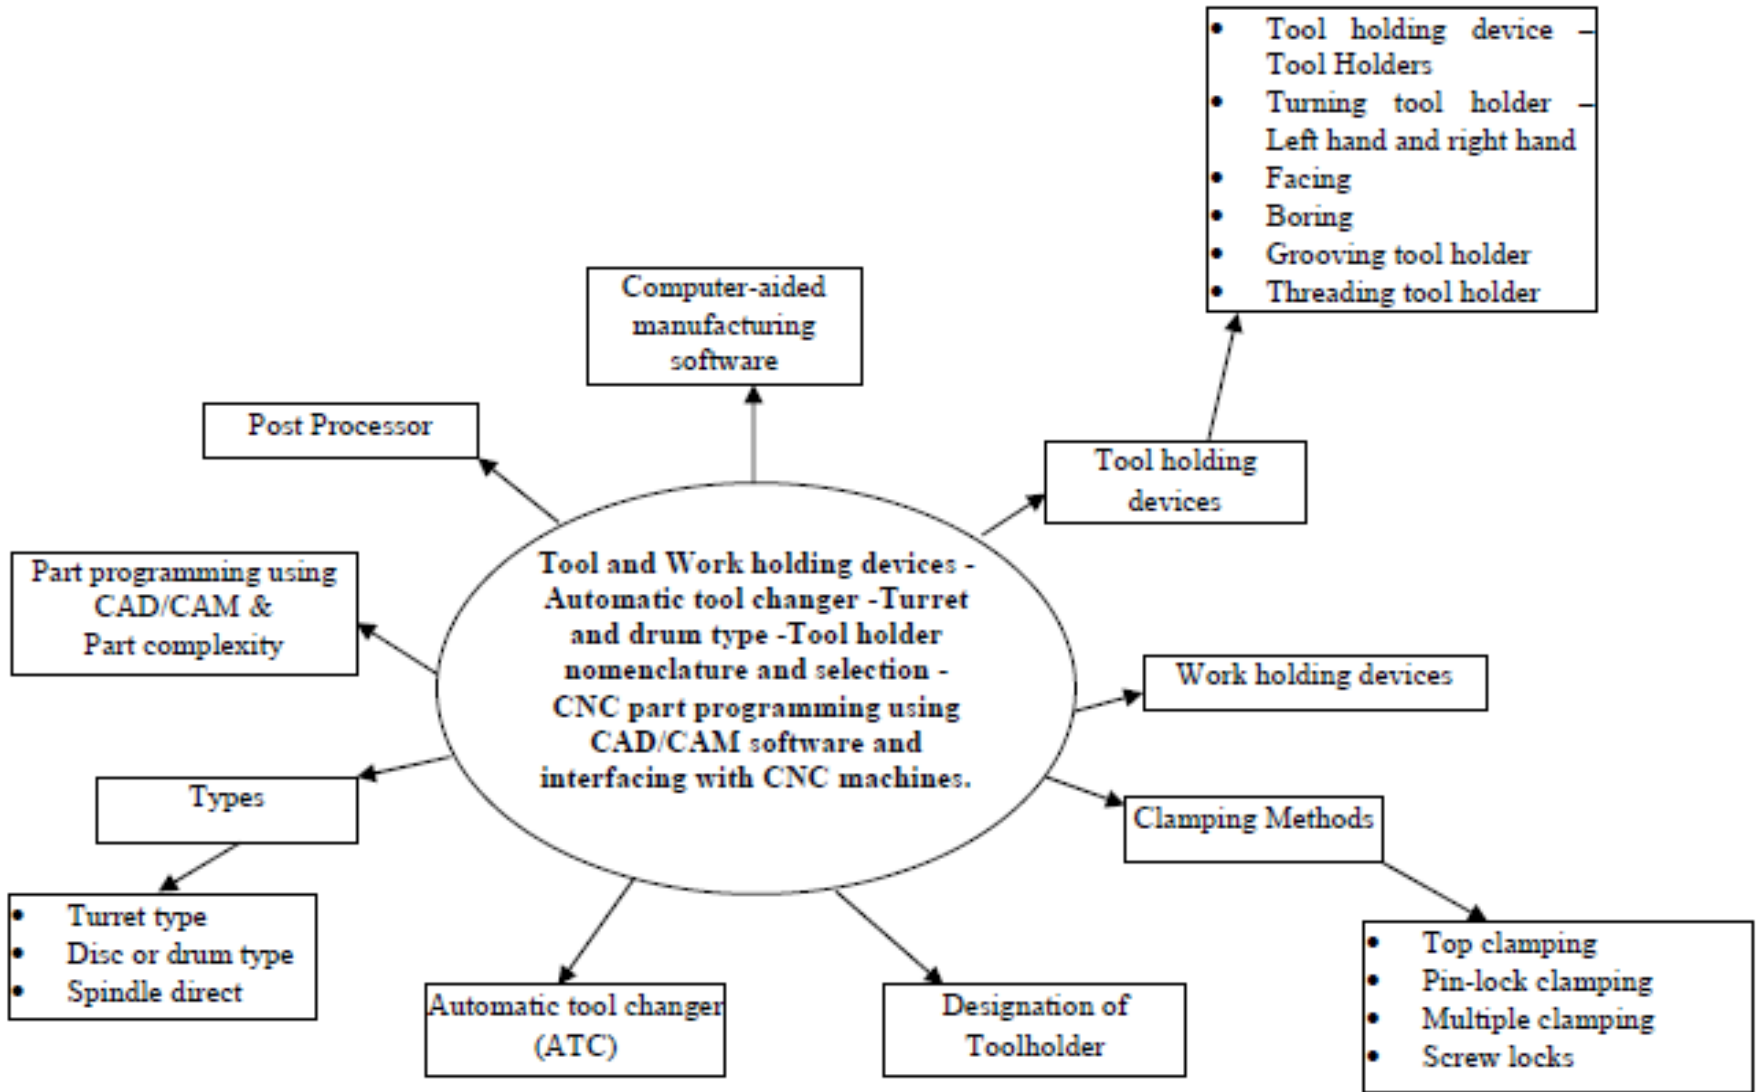 • Tool holding device –
Tool Holders
• Turning tool holder –
Left hand and right hand
• Facing
• Boring
• Grooving tool holder
• Threading tool holder
Computer-aided
manufacturing
software
Post Processor
Tool holding
devices
Part programming using
CAD/CAM &
Part complexity
Tool and Work holding devices -
Automatic tool changer -Turret
and drum type -Tool holder
nomenclature and selection -
CNC part programming using
CAD/CAM software and
interfacing with CNC machines.
Work holding devices
Types
Clamping Methods
• Turret type
• Disc or drum type
• Spindle direct
Automatic tool changer
(ATC)
Designation of
Toolholder
• Top clamping
• Pin-lock clamping
• Multiple clamping
• Screw locks